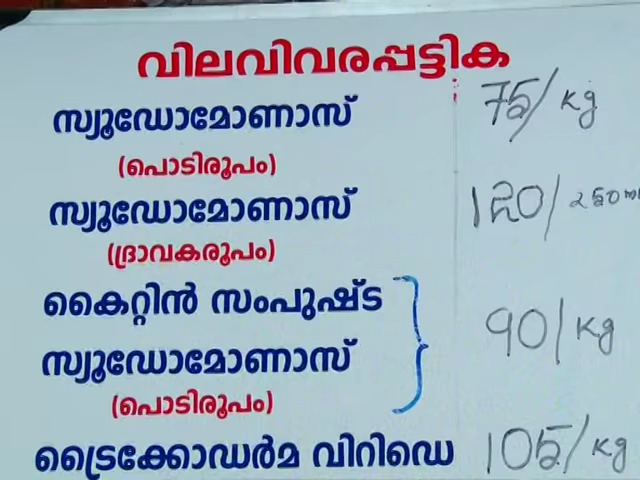 വിലവിവരപ്പട്ടിക
സ്യൂഡോമോണാസ് 75/kg
(പൊടിരൂപം)
സ്യൂഡോമോണാസ് 120/250ml
(ദ്രാവകരൂപം)
കൈറ്റിൻ സംപുഷ്ട
സ്യൂഡോമോണാസ് 90/kg
(പൊടിരൂപം)
ട്രൈക്കോഡർമ വിറിഡെ 105/kg